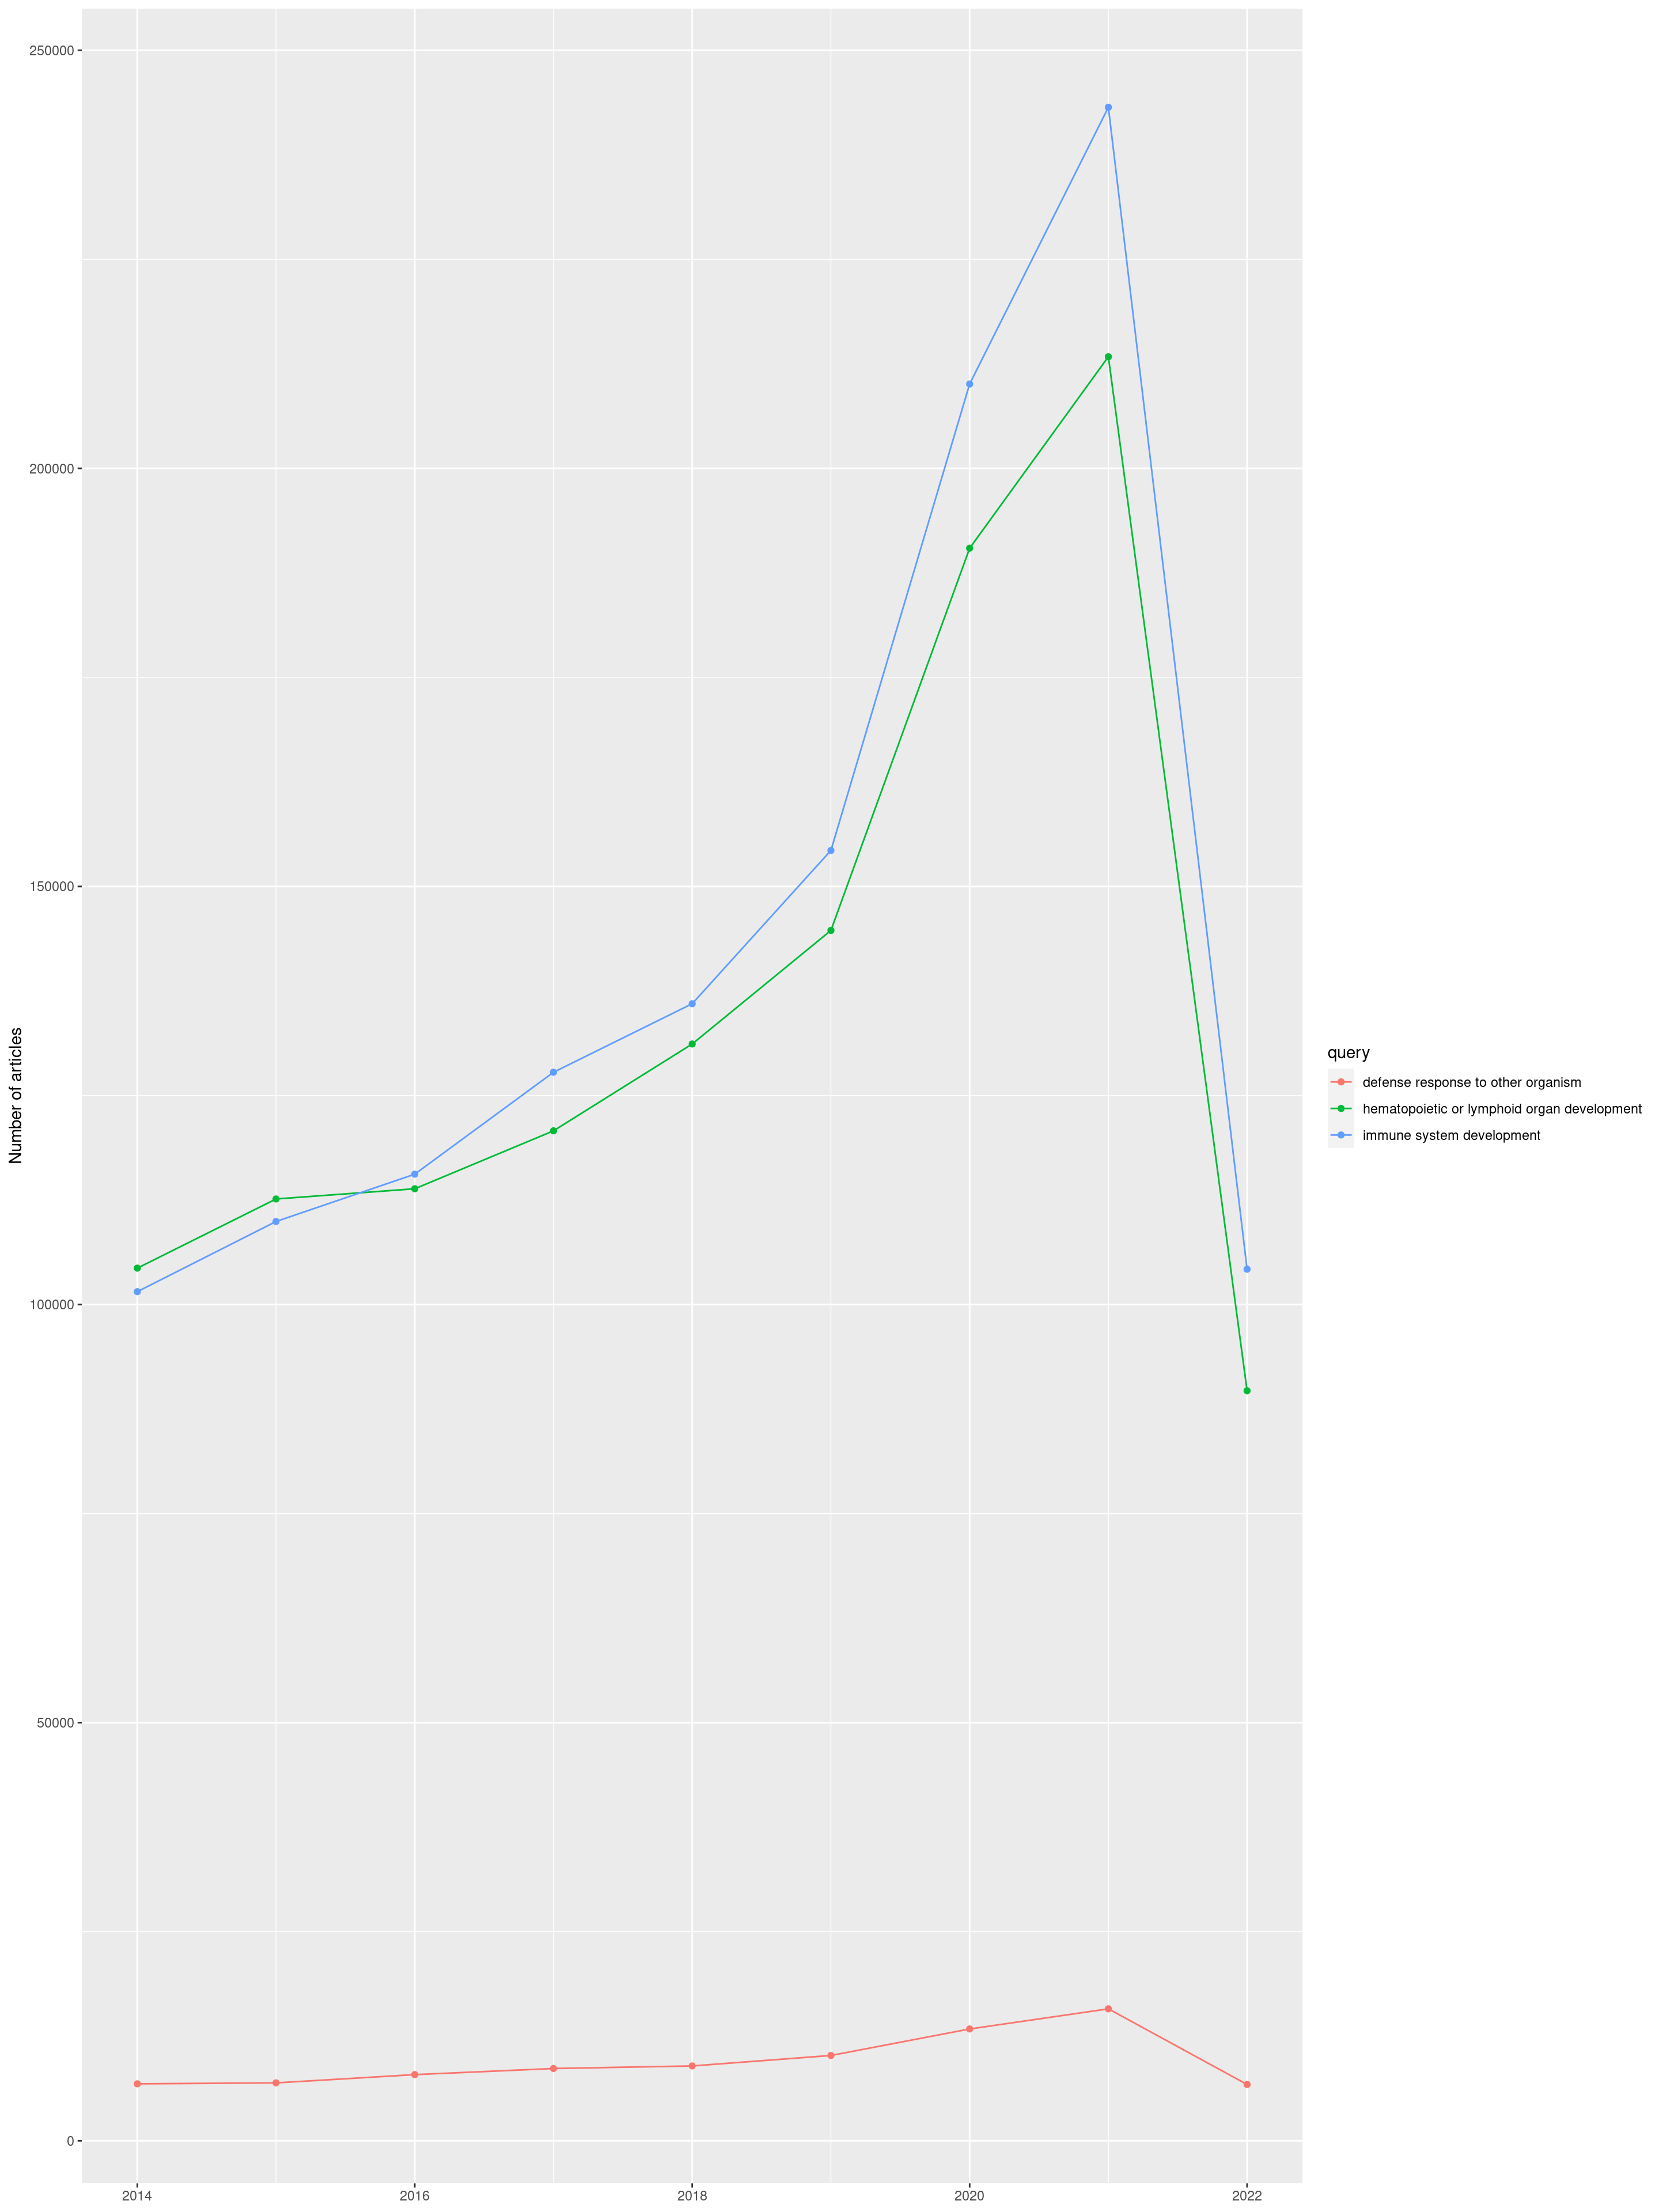 250000
200000
150000
100000
50000
0
Number of articles
2014
2016
2018
2020
2022
query
defense response to other organism
hematopoietic or lymphoid organ development
immune system development